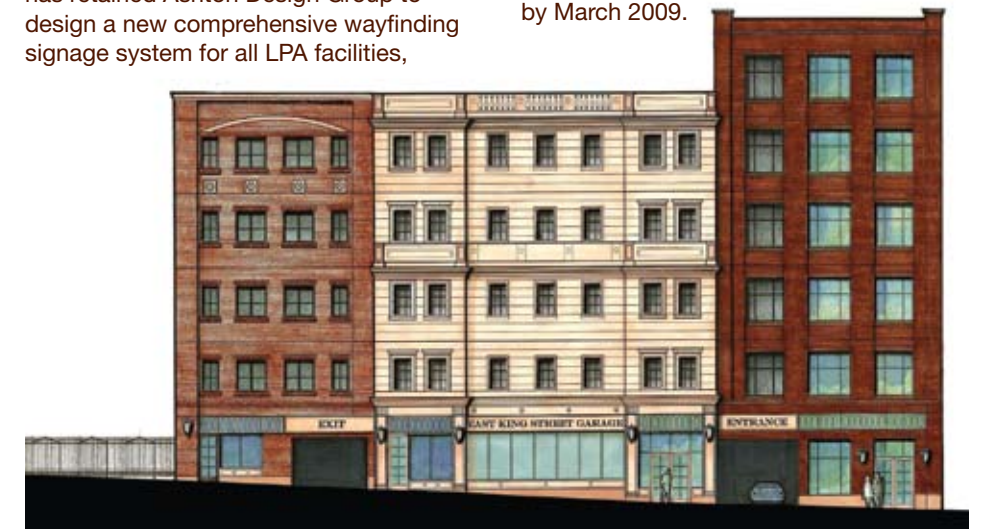 has retained Ashton Design Group to
design a new comprehensive wayfinding
signage system for all LPA facilities,
by March 2009.
EXIT
EAST KING STREET GARAGE
ENTRANCE